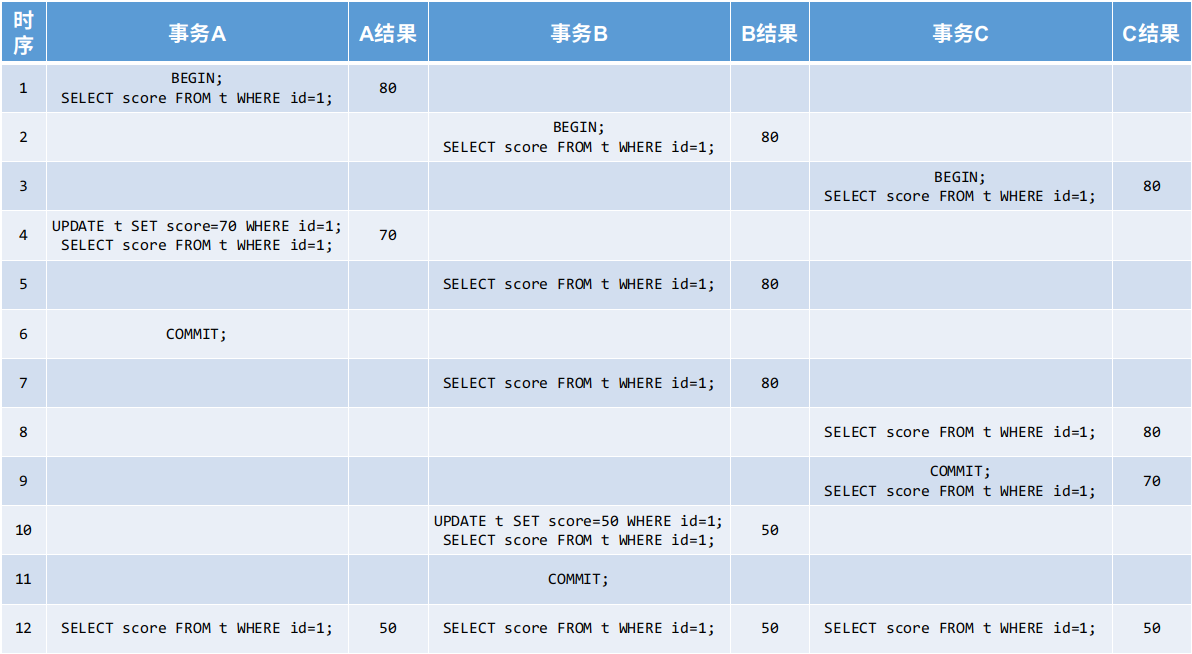 时序 事务A A结果 事务B B结果 事务C C结果
1 BEGIN; 80
SELECT score FROM t WHERE id=1;
2 BEGIN; 80
SELECT score FROM t WHERE id=1;
3 BEGIN; 80
SELECT score FROM t WHERE id=1;
4 UPDATE t SET score=70 WHERE id=1; 70
SELECT score FROM t WHERE id=1;
5 SELECT score FROM t WHERE id=1; 80
6 COMMIT;
7 SELECT score FROM t WHERE id=1; 80
8 SELECT score FROM t WHERE id=1; 80
9 COMMIT; 70
SELECT score FROM t WHERE id=1;
10 UPDATE t SET score=50 WHERE id=1; 50
SELECT score FROM t WHERE id=1;
11 COMMIT;
12 SELECT score FROM t WHERE id=1; 50 SELECT score FROM t WHERE id=1; 50 SELECT score FROM t WHERE id=1; 50